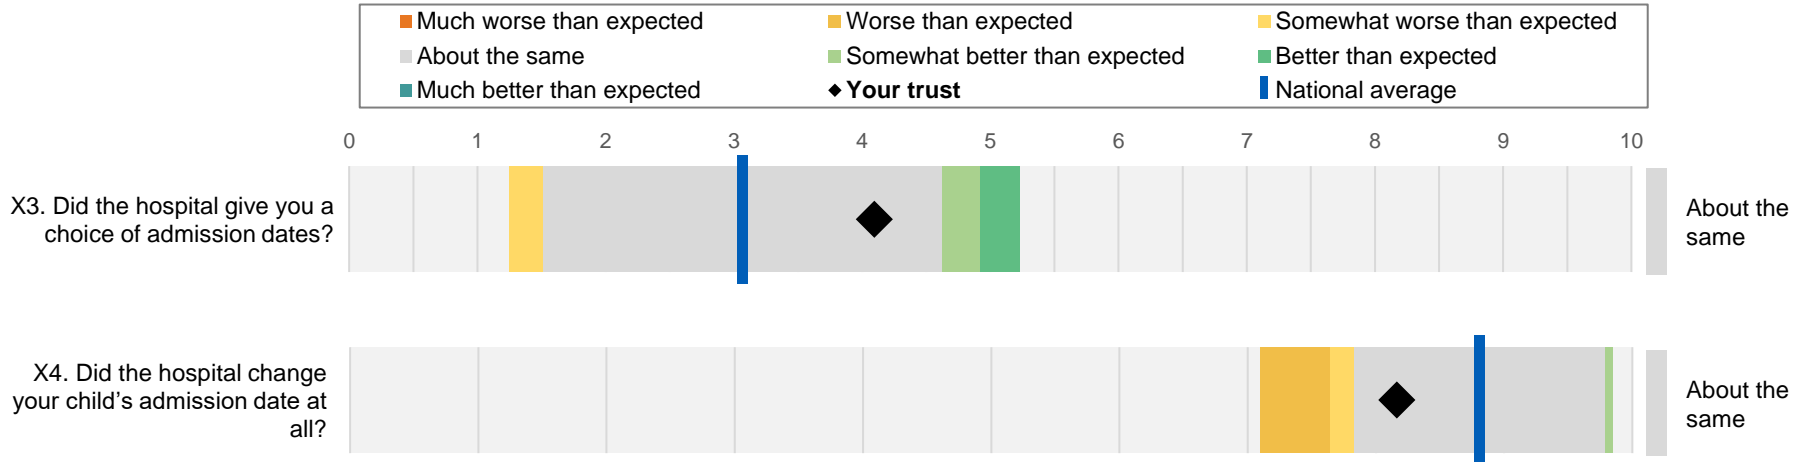 Much worse than expected
Worse than expected
Somewhat worse than expected
About the same
Somewhat better than expected
Better than expected
Much better than expected
Your trust
National average
0 1 2 3 4 5 6 7 8 9 10
X3. Did the hospital give you a
choice of admission dates?
About the
same
X4. Did the hospital change
your child’s admission date at
all?
About the
same